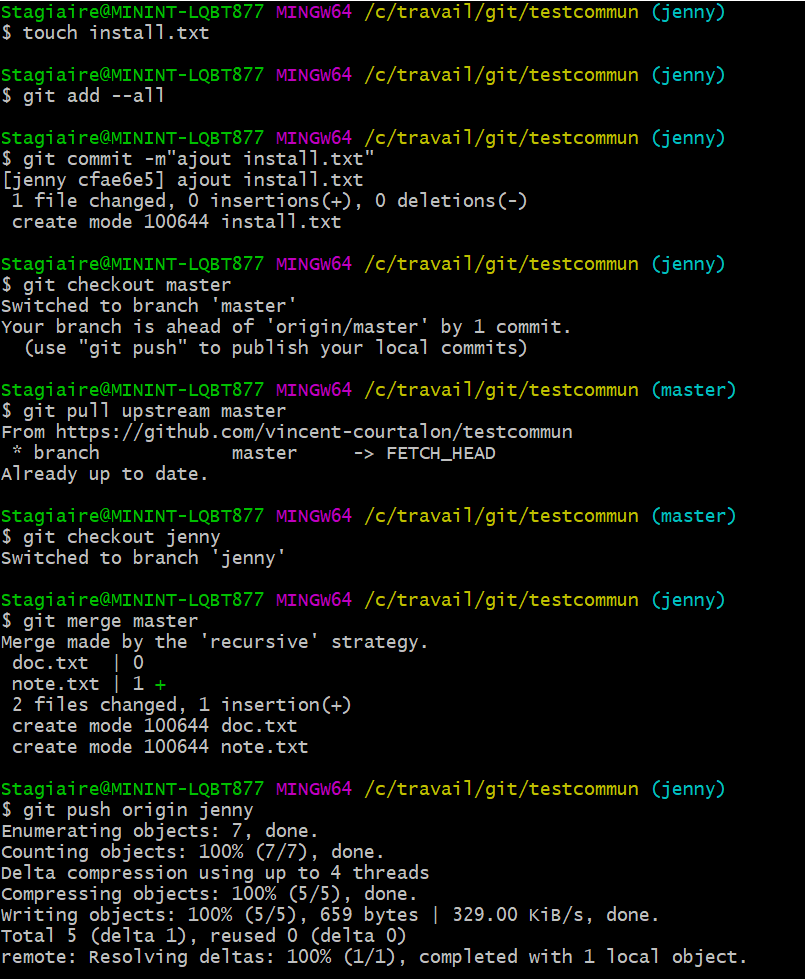 Stagiaire@MININT-LQBT877 MINGW64 /c/travail/git/testcommun (jenny)
$ touch install.txt
Stagiaire@MININT-LQBT877 MINGW64 /c/travail/git/testcommun (jenny)
$ git add --all
Stagiaire@MININT-LQBT877 MINGW64 /c/travail/git/testcommun (jenny)
$ git commit -m"ajout install.txt"
[jenny cfae6e5] ajout install.txt
 1 file changed, 0 insertions(+), 0 deletions(-)
 create mode 100644 install.txt
Stagiaire@MININT-LQBT877 MINGW64 /c/travail/git/testcommun (jenny)
$ git checkout master
Switched to branch 'master'
Your branch is ahead of 'origin/master' by 1 commit.
  (use "git push" to publish your local commits)
Stagiaire@MININT-LQBT877 MINGW64 /c/travail/git/testcommun (master)
$ git pull upstream master
From https://github.com/vincent-courtalon/testcommun
 * branch            master     -> FETCH_HEAD
Already up to date.
Stagiaire@MININT-LQBT877 MINGW64 /c/travail/git/testcommun (master)
$ git checkout jenny
Switched to branch 'jenny'
Stagiaire@MININT-LQBT877 MINGW64 /c/travail/git/testcommun (jenny)
$ git merge master
Merge made by the 'recursive' strategy.
 doc.txt  | 0
 note.txt | 1 +
 2 files changed, 1 insertion(+)
 create mode 100644 doc.txt
 create mode 100644 note.txt
Stagiaire@MININT-LQBT877 MINGW64 /c/travail/git/testcommun (jenny)
$ git push origin jenny
Enumerating objects: 7, done.
Counting objects: 100% (7/7), done.
Delta compression using up to 4 threads
Compressing objects: 100% (5/5), done.
Writing objects: 100% (5/5), 659 bytes | 329.00 KiB/s, done.
Total 5 (delta 1), reused 0 (delta 0)
remote: Resolving deltas: 100% (1/1), completed with 1 local object.